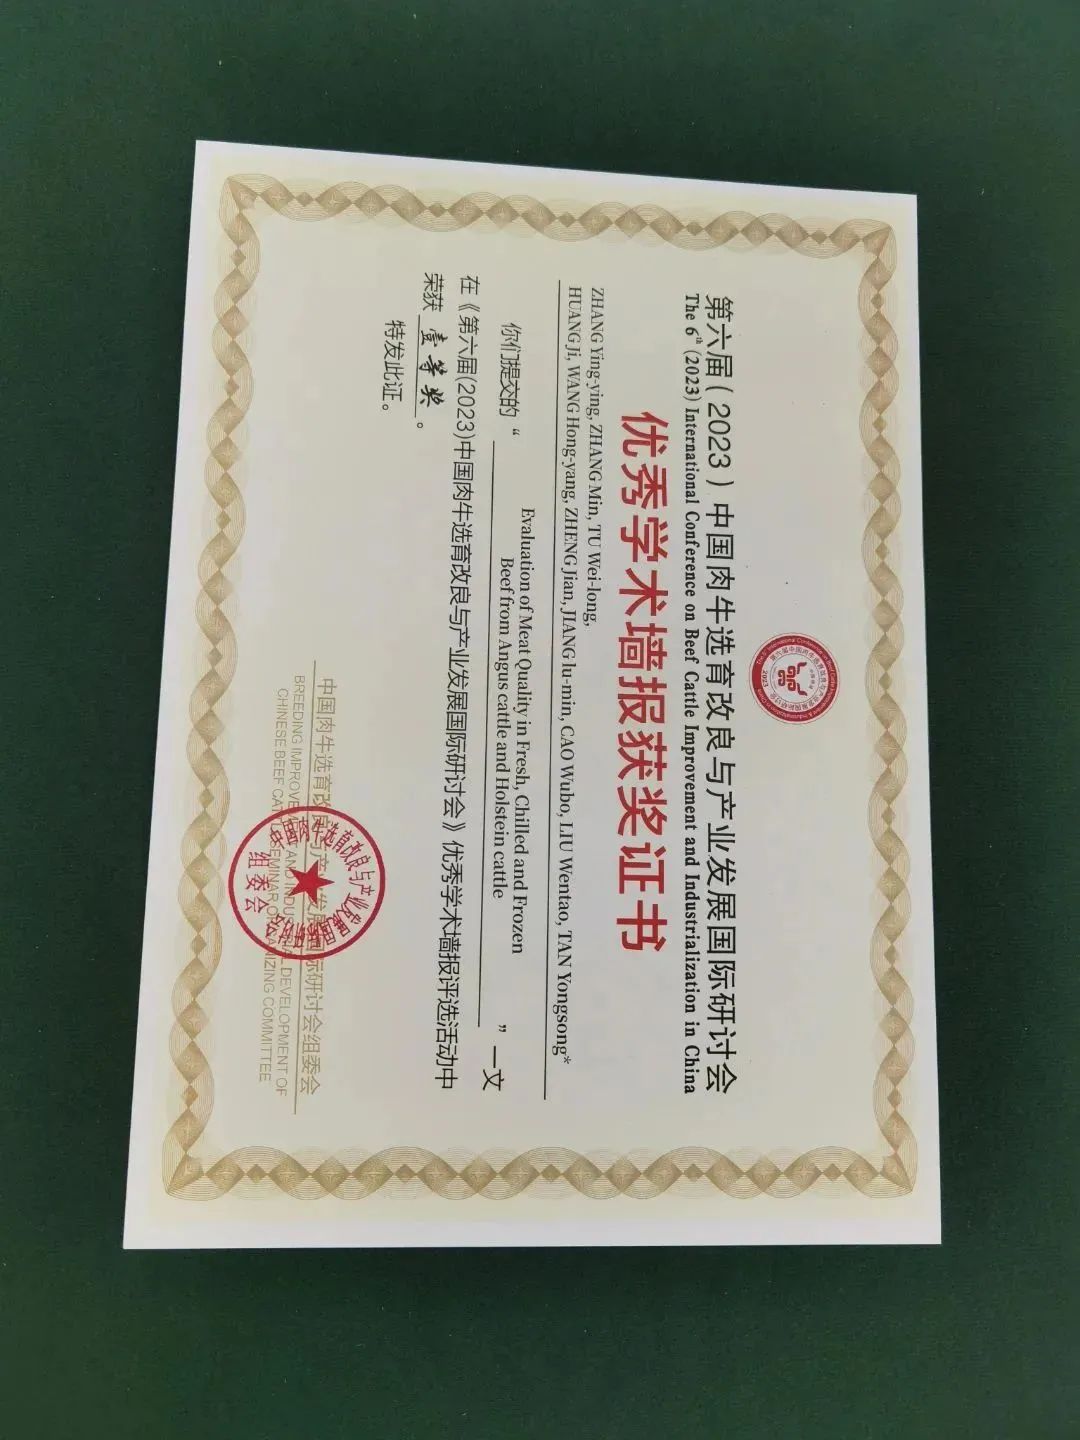 第六届（2023）中国肉牛选育改良与产业发展国际研讨会
The 6th (2023) International Conference on Beef Cattle Improvement and Industrialization in China
优秀学术墙报获奖证书
ZHANG Ying-ying, ZHANG Min, TU Wei-long,
HUANG Ji, WANG Hong-yang, ZHENG Jian, JIANG lu-min, CAO Wubo, LIU Wentao, TAN Yongsong*
你们提交的“ Evaluation of Meat Quality in Fresh, Chilled and Frozen
Beef from Angus cattle and Holstein cattle ”一文
在《第六届(2023)中国肉牛选育改良与产业发展国际研讨会》优秀学术墙报评选活动中
荣获 壹等奖 。
特发此证。
中国肉牛选育改良与产业发展国际研讨会组委会
BREEDING IMPROVEMENT AND INDUSTRIAL DEVELOPMENT OF
CHINESE BEEF CATTLE SEMINAR ORGANIZING COMMITTEE
组委会